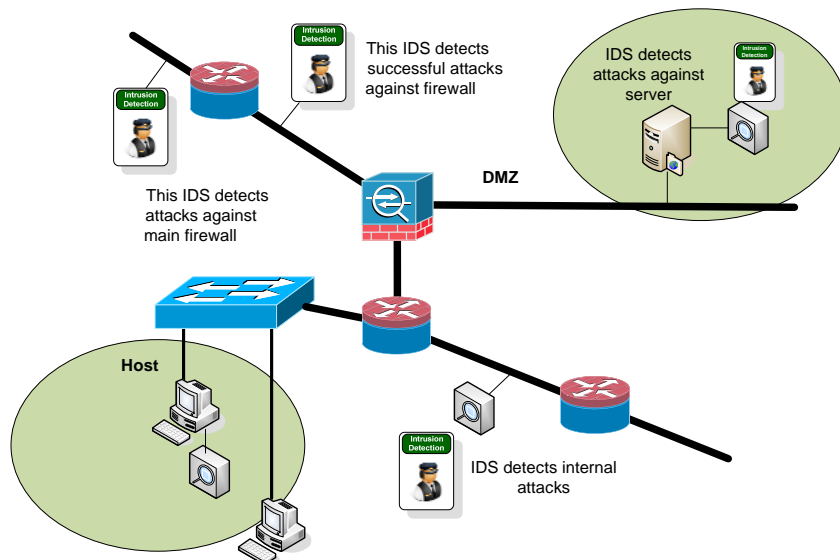 Intrusion
Detection
This IDS detects
successful attacks
against firewall
IDS detects
attacks against
server
Intrusion
Detection
Intrusion
Detection
This IDS detects
attacks against
main firewall
DMZ
Host
Intrusion
Detection
IDS detects internal
attacks